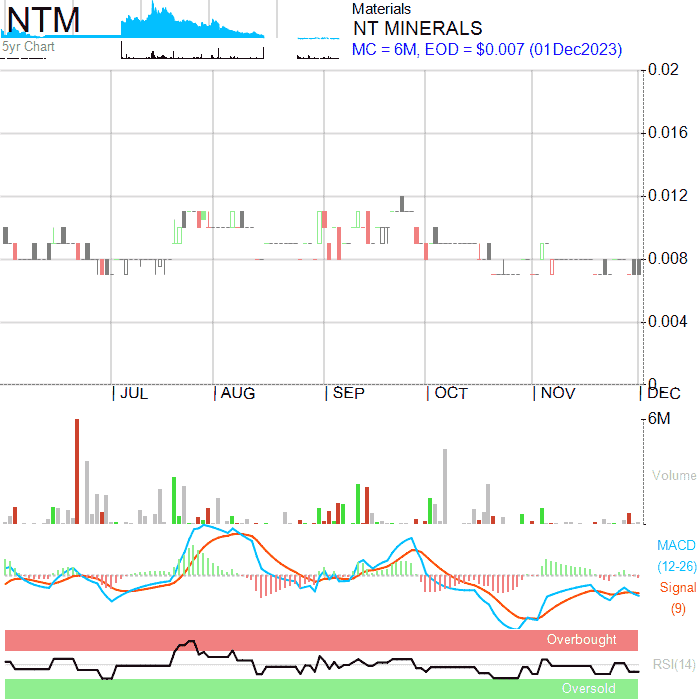 NTM
5yr Chart
Materials
NT MINERALS
MC = 6M, EOD = $0.007 (01Dec2023)
0.02
0.016
0.012
0.008
0.004
0
JUL AUG SEP OCT NOV DEC
6M
Volume
MACD
(12-26)
Signal
(9)
Overbought
RSI(14)
Oversold